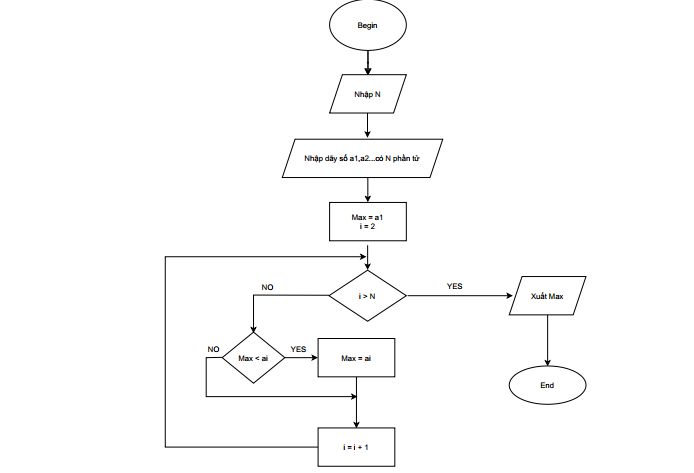 Begin
Nhập N
Nhập dãy số a1,a2...có N phần tử
Max = a1
i = 2
NO
i > N
YES
Xuất Max
NO
Max < ai
YES
Max = ai
End
i = i + 1